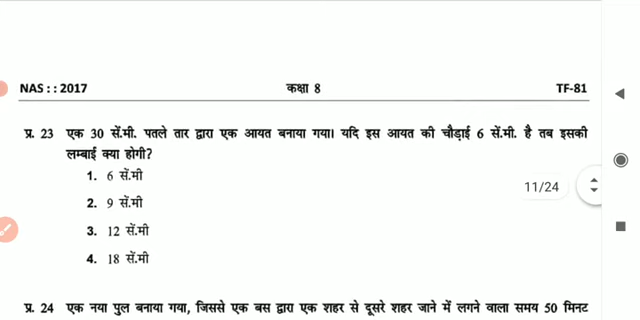 NAS : : 2017 कक्षा 8 TF-81
प्र. 23 एक 30 सें.मी. पतले तार द्वारा एक आयत बनाया गया। यदि इस आयत की चौड़ाई 6 सें.मी. है तब इसकी
लम्बाई क्या होगी?
1. 6 सें.मी
2. 9 सें.मी
11/24
3. 12 सें.मी
4. 18 सें.मी
प्र. 24 एक नया पुल बनाया गया, जिससे एक बस द्वारा एक शहर से दूसरे शहर जाने में लगने वाला समय 50 मिनट